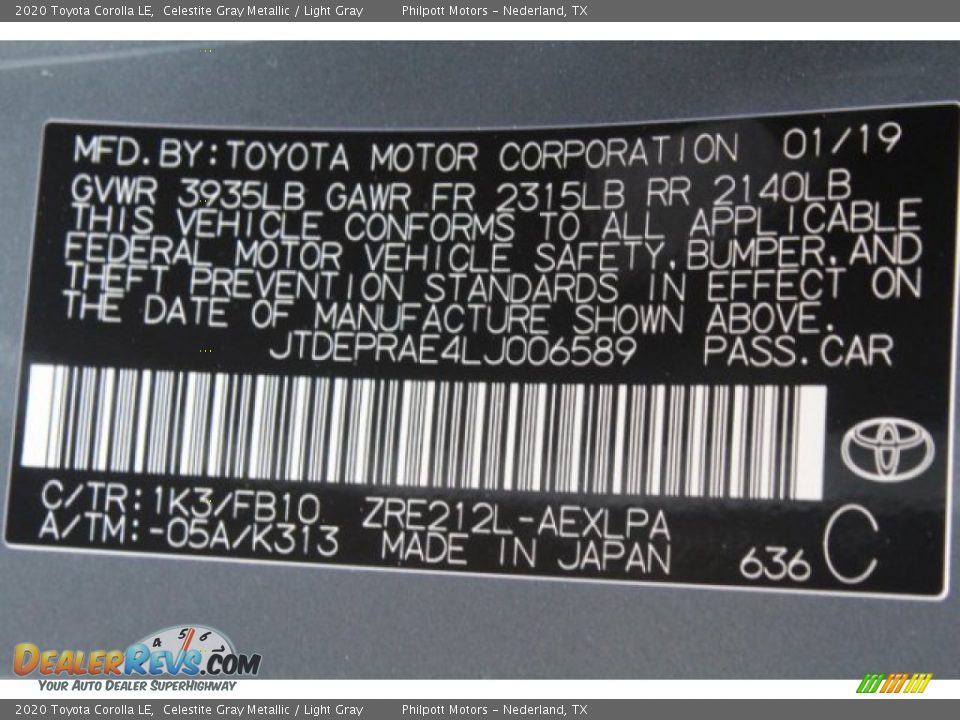 2020 Toyota Corolla LE,  Celestite Gray Metallic / Light Gray        Philpott Motors - Nederland, TX
MFD.BY:TOYOTA MOTOR CORPORATION 01/19
GVWR 3935LB GAWR FR 2315LB RR 2140LB
THIS VEHICLE CONFORMS TO ALL APPLICABLE
FEDERAL MOTOR VEHICLE SAFETY,BUMPER,AND
THEFT PREVENTION STANDARDS IN EFFECT ON
THE DATE OF MANUFACTURE SHOWN ABOVE.
JTDEPRAE4LJ006589 PASS.CAR
C/TR:1K3/FB10 ZRE212L-AEXLPA
A/TM:-05A/K313 MADE IN JAPAN 636 C
4 5 6
DealerRevs.com
Your Auto Dealer SuperHighway
2020 Toyota Corolla LE,  Celestite Gray Metallic / Light Gray        Philpott Motors - Nederland, TX